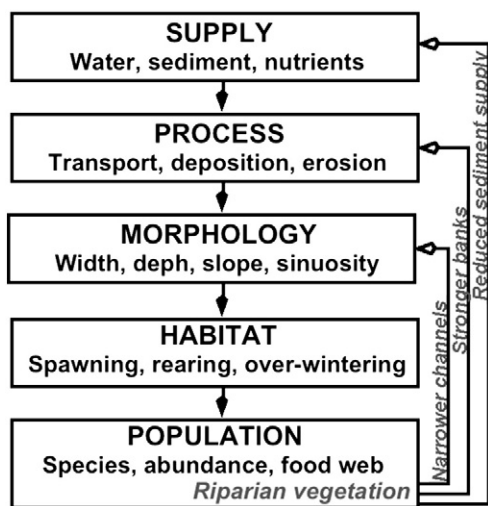 SUPPLY
Water, sediment, nutrients
PROCESS
Transport, deposition, erosion
MORPHOLOGY
Width, deph, slope, sinuosity
HABITAT
Spawning, rearing, over-wintering
POPULATION
Species, abundance, food web
Riparian vegetation
Narrower channels
Stronger banks
Reduced sediment supply